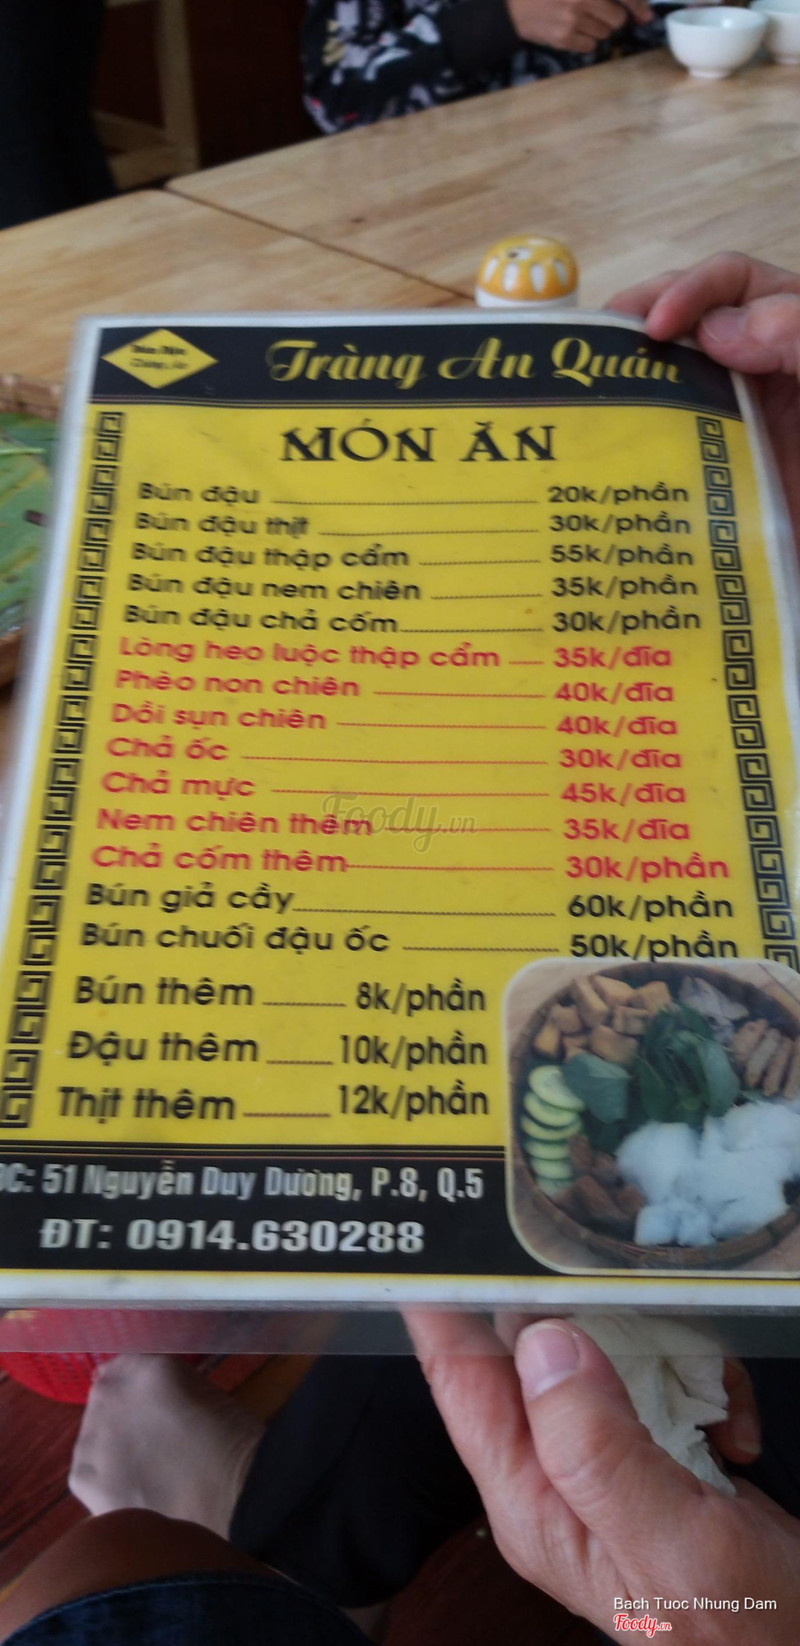 Tràng An Quán
MÓN ĂN
Bún đậu 20k/phần
Bún đậu thịt 30k/phần
Bún đậu thập cẩm 55k/phần
Bún đậu nem chiên 35k/phần
Bún đậu chả cốm 30k/phần
Lòng heo luộc thập cẩm 35k/đĩa
Phèo non chiên 40k/đĩa
Dồi sụn chiên 40k/đĩa
Chả ốc 30k/đĩa
Chả mực 45k/đĩa
Nem chiên thêm 35k/đĩa
Chả cốm thêm 30k/phần
Bún giả cầy 60k/phần
Bún chuối đậu ốc 50k/phần
Bún thêm 8k/phần
Đậu thêm 10k/phần
Thịt thêm 12k/phần
ĐC: 51 Nguyễn Duy Dương, P.8, Q.5
ĐT: 0914.630288
Foody.vn
Bach Tuoc Nhung Dam
Foody.vn